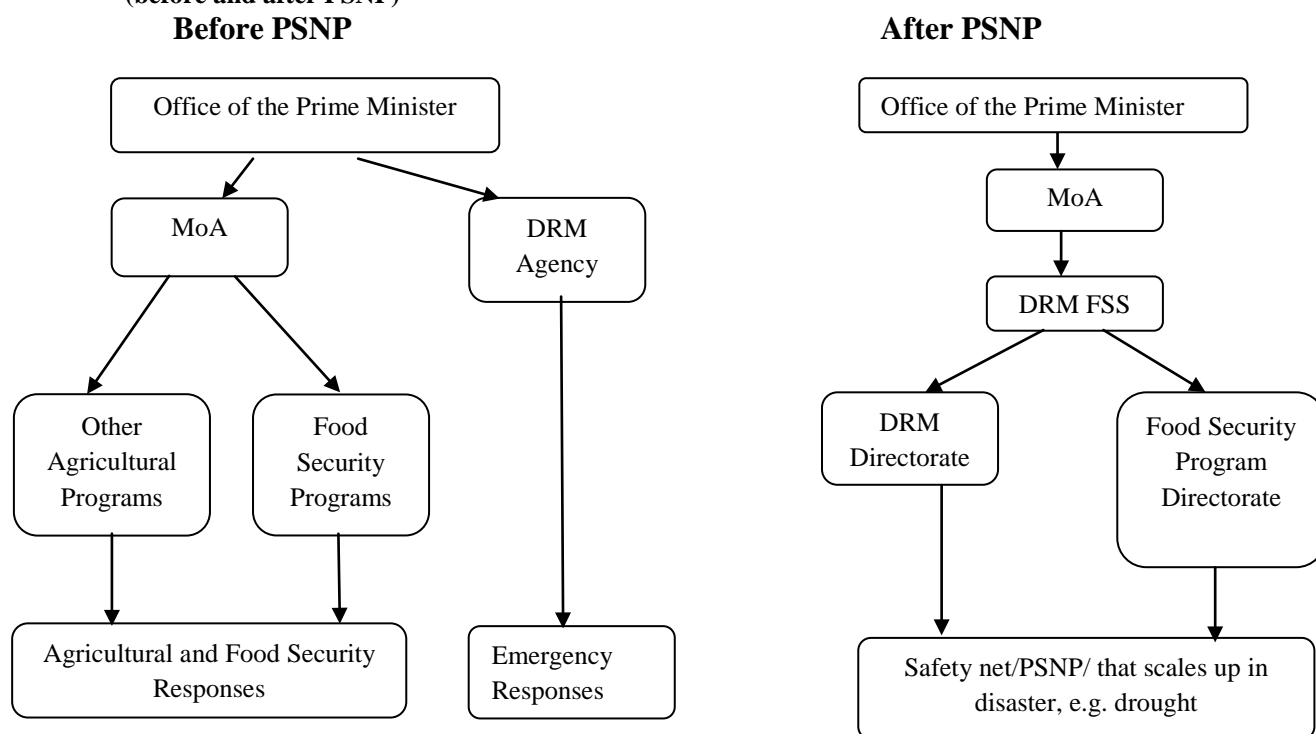 (before and after PSNP)
Before PSNP
Office of the Prime Minister
MoA
DRM
Agency
Other
Agricultural
Programs
Food
Security
Programs
Agricultural and Food Security
Responses
Emergency
Responses
After PSNP
Office of the Prime Minister
MoA
DRM FSS
DRM
Directorate
Food Security
Program
Directorate
Safety net/PSNP/ that scales up in
disaster, e.g. drought